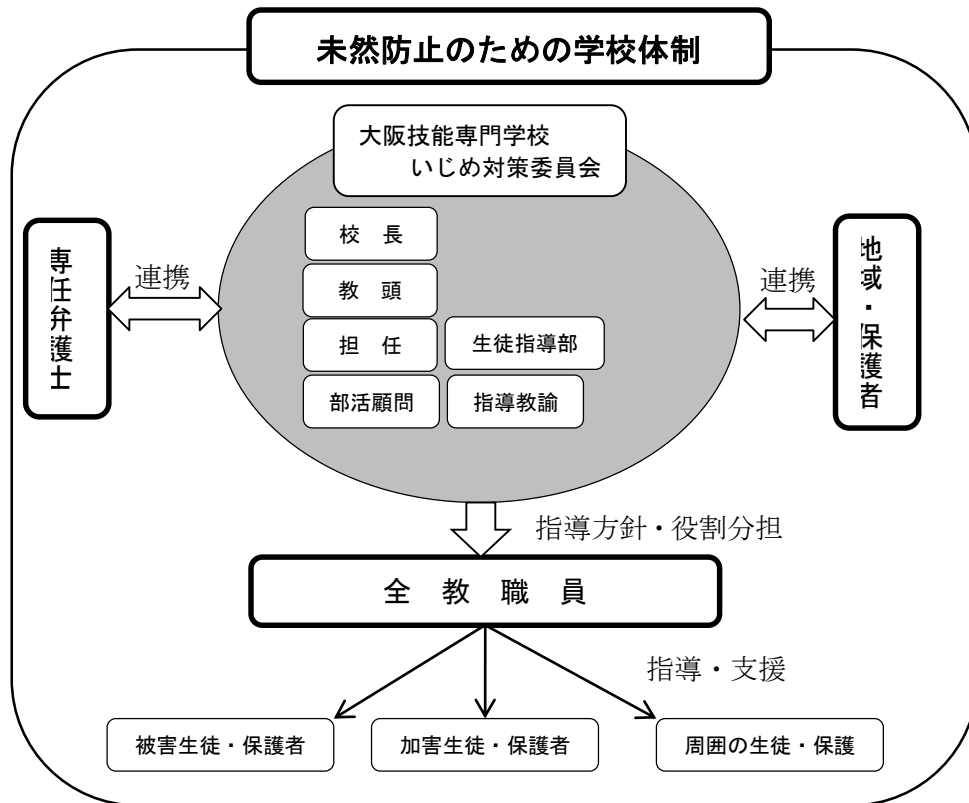 未然防止のための学校体制
大阪技能専門学校
いじめ対策委員会
校 長
教 頭
担 任
生徒指導部
部活顧問
指導教諭
専任弁護士
連携
連携
地域・保護者
指導方針・役割分担
全 教 職 員
指導・支援
被害生徒・保護者
加害生徒・保護者
周囲の生徒・保護